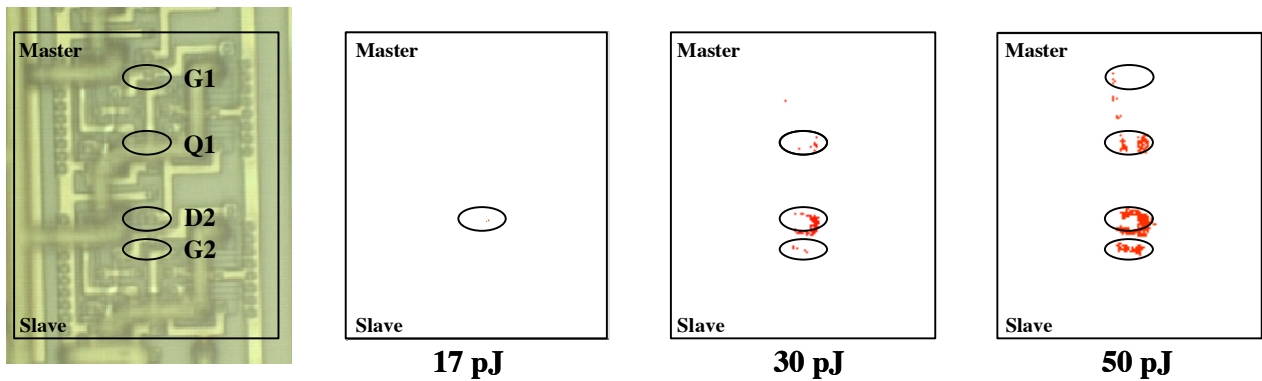 Master
G1
Q1
D2
G2
Slave
Master
Slave
17 pJ
Master
Slave
30 pJ
Master
Slave
50 pJ